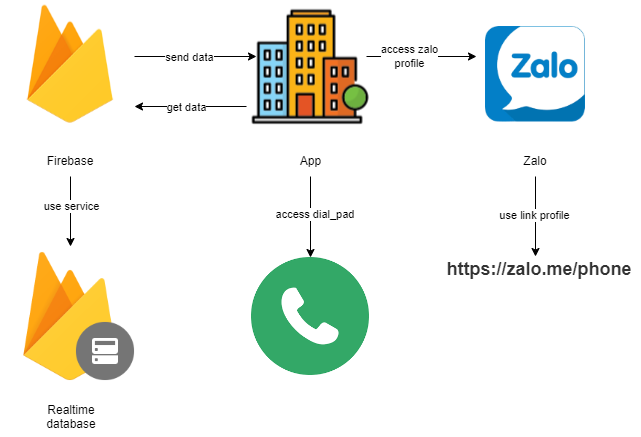 send data
access zalo
profile
Zalo
get data
Firebase
App
Zalo
use service
access dial_pad
use link profile
https://zalo.me/phone
Realtime
database